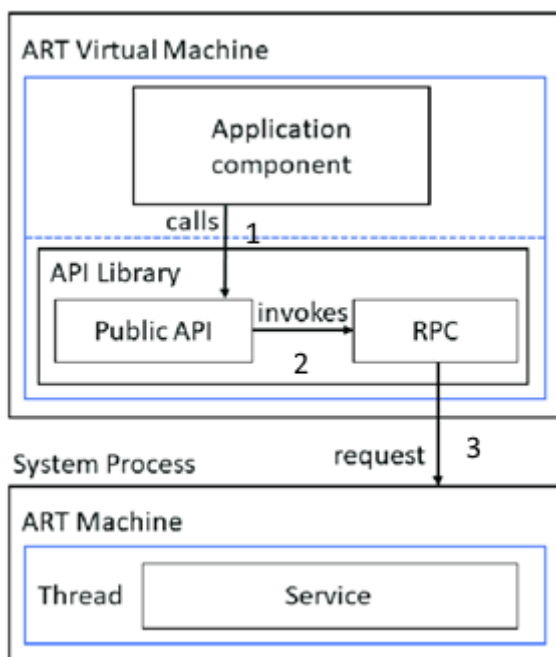 ART Virtual Machine
Application
component
calls
1
API Library
Public API
invokes
2
RPC
request
3
System Process
ART Machine
Thread
Service